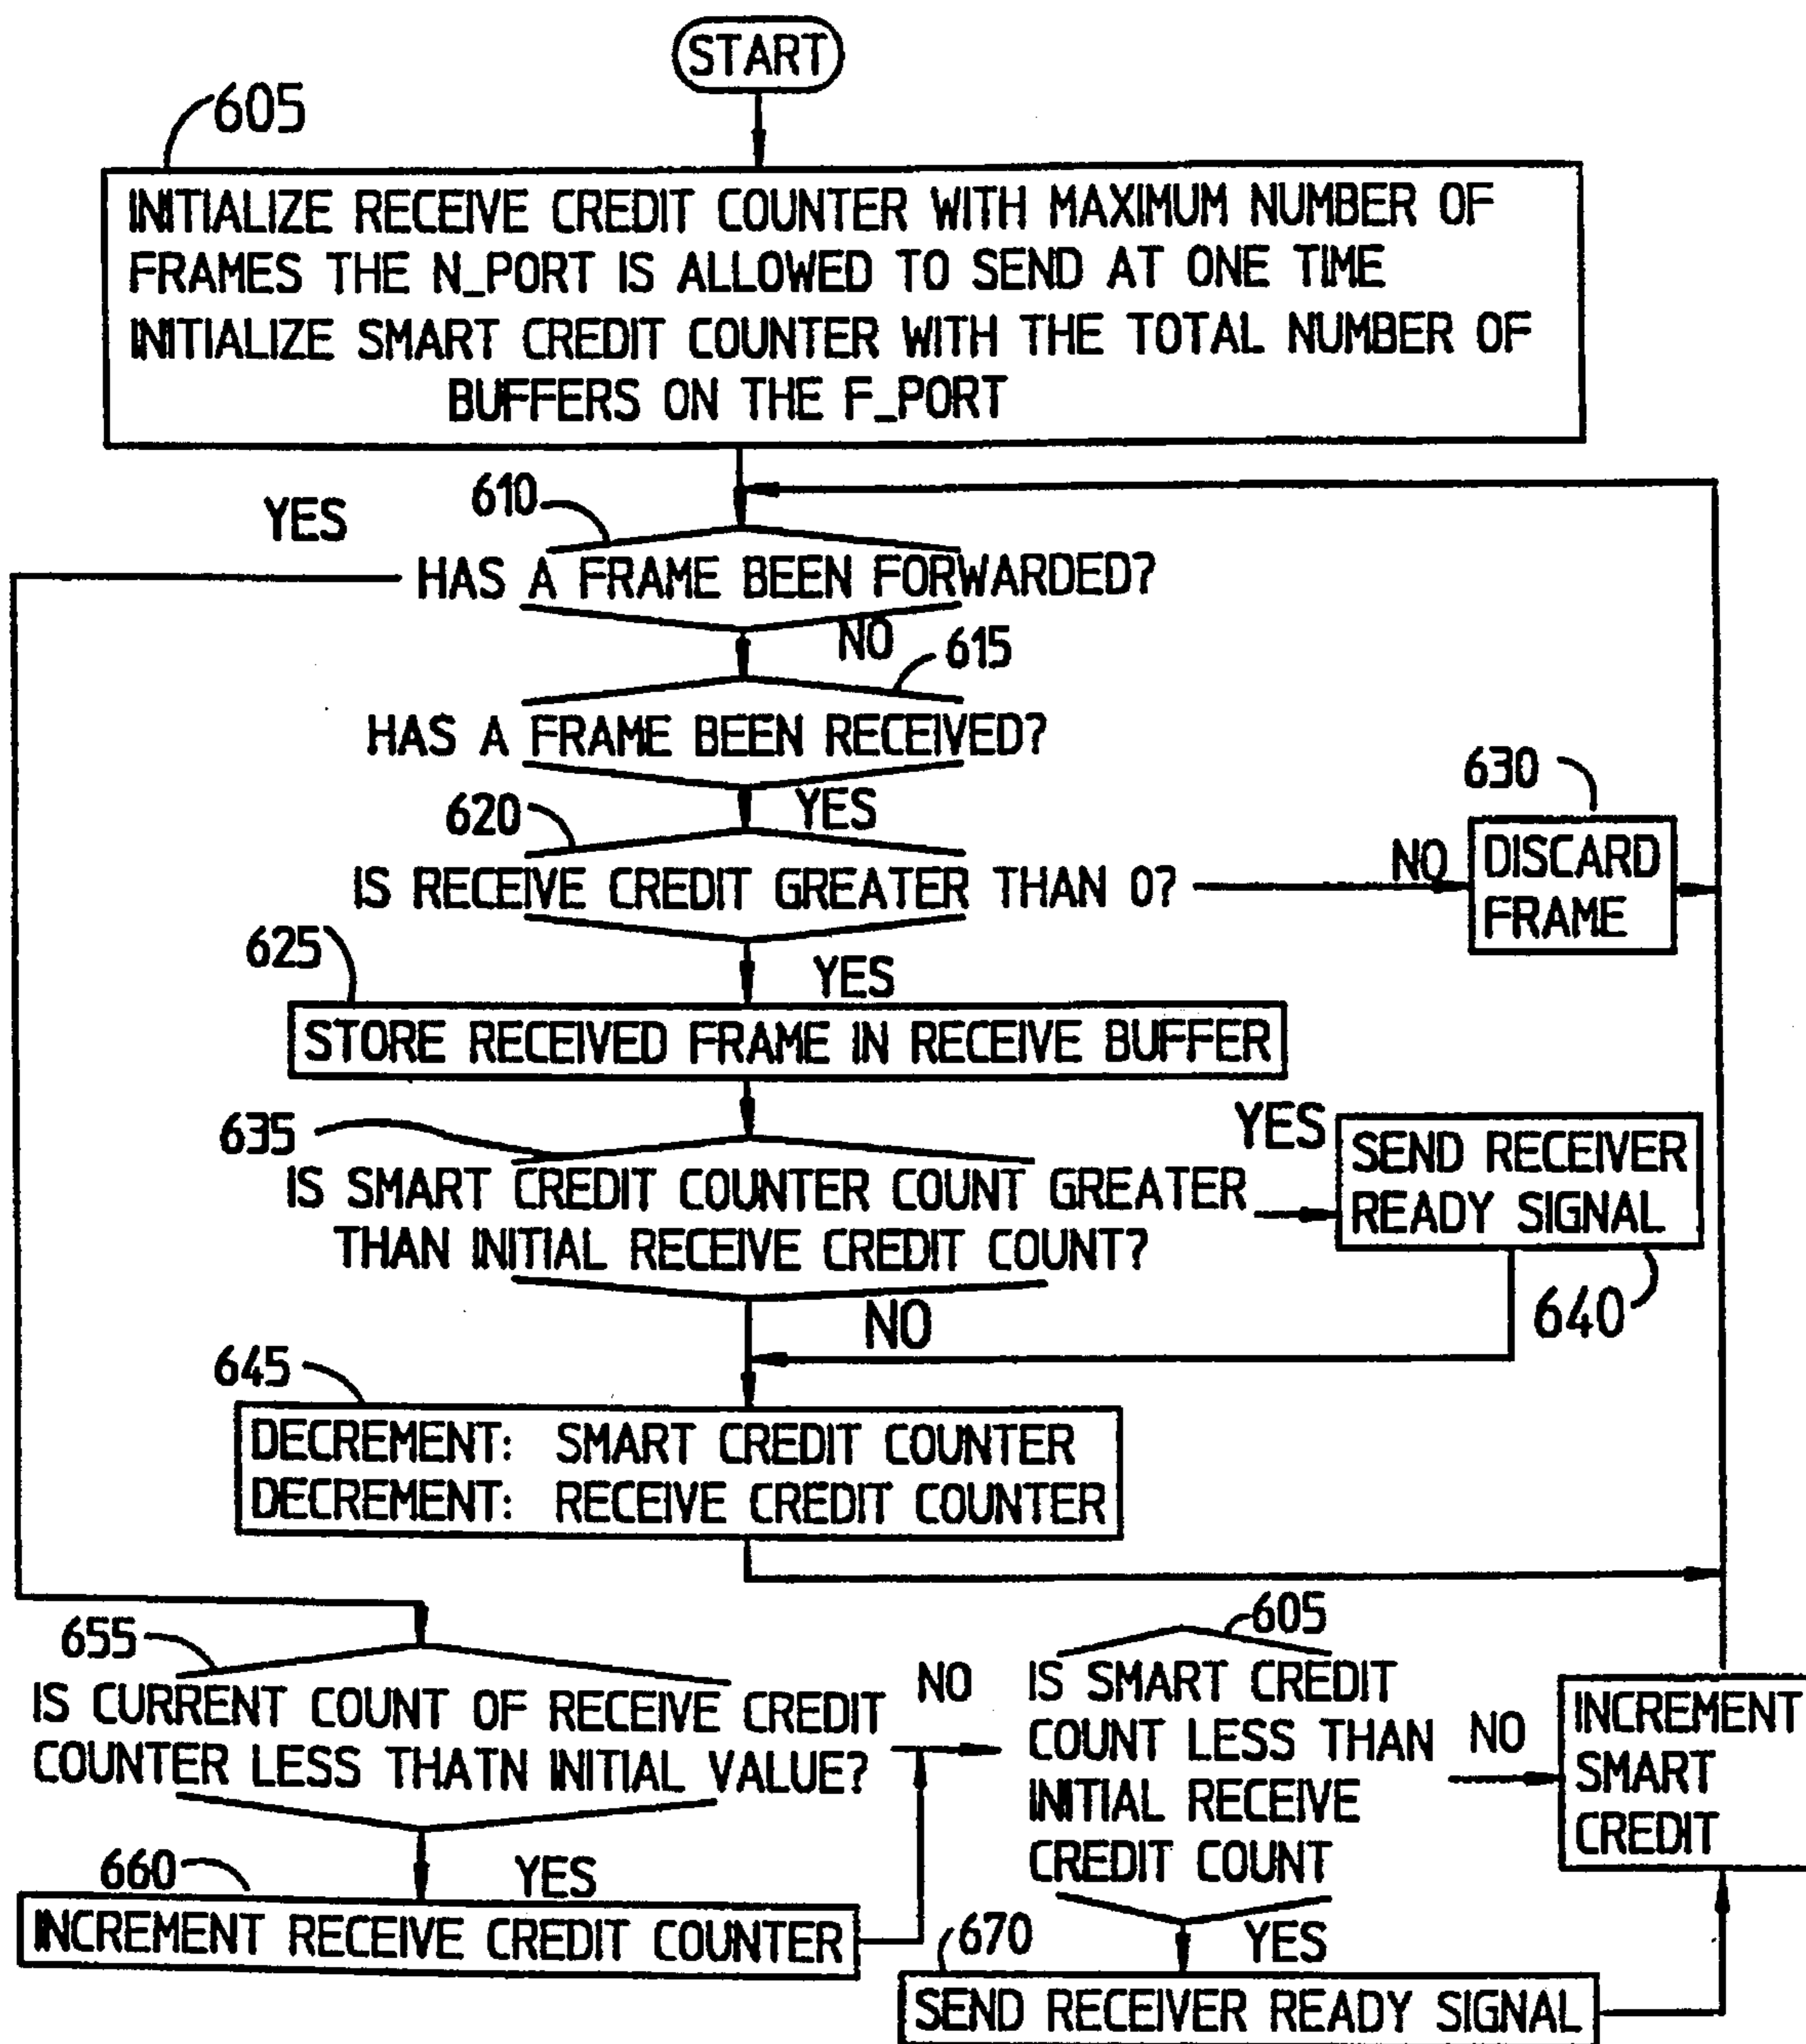 START
605
INITIALIZE RECEIVE CREDIT COUNTER WITH MAXIMUM NUMBER OF
FRAMES THE N_PORT IS ALLOWED TO SEND AT ONE TIME
INITIALIZE SMART CREDIT COUNTER WITH THE TOTAL NUMBER OF
BUFFERS ON THE F_PORT
610
YES
HAS A FRAME BEEN FORWARDED?
NO
615
HAS A FRAME BEEN RECEIVED?
YES
620
IS RECEIVE CREDIT GREATER THAN 0?
NO
630
DISCARD
FRAME
YES
625
STORE RECEIVED FRAME IN RECEIVE BUFFER
635
IS SMART CREDIT COUNTER COUNT GREATER
THAN INITIAL RECEIVE CREDIT COUNT?
YES
SEND RECEIVER
READY SIGNAL
640
NO
645
DECREMENT: SMART CREDIT COUNTER
DECREMENT: RECEIVE CREDIT COUNTER
655
IS CURRENT COUNT OF RECEIVE CREDIT
COUNTER LESS THATN INITIAL VALUE?
NO
YES
660
INCREMENT RECEIVE CREDIT COUNTER
605
IS SMART CREDIT
COUNT LESS THAN
INITIAL RECEIVE
CREDIT COUNT
NO
INCREMENT
SMART
CREDIT
YES
670
SEND RECEIVER READY SIGNAL